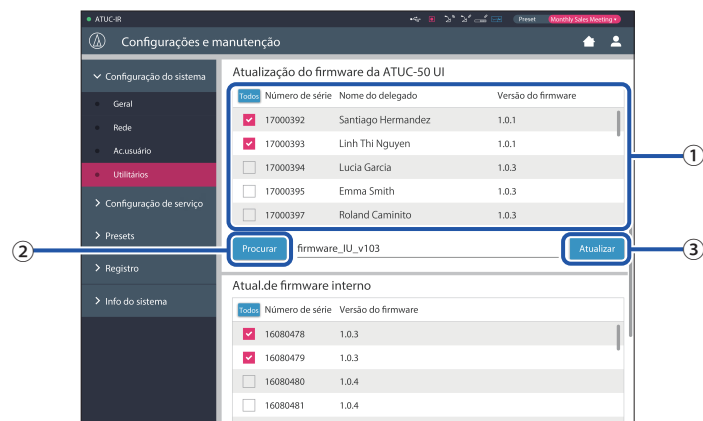 ATUC-IR Preset Monthly Sales Meeting
Configurações e manutenção
Configuração do sistema
Geral
Rede
Ac.usuário
Utilitários
Configuração de serviço
Presets
Registro
Info do sistema
Atualização do firmware da ATUC-50 UI
Todos Número de série Nome do delegado Versão do firmware
17000392 Santiago Hernandez 1.0.1
17000393 Linh Thi Nguyen 1.0.1
17000394 Lucia Garcia 1.0.3
17000395 Emma Smith 1.0.3
17000397 Roland Caminito 1.0.3
①
② Procurar firmware_IU_v103 Atualizar ③
Atual.de firmware interno
Todos Número de série Versão do firmware
16080478 1.0.3
16080479 1.0.3
16080480 1.0.4
16080481 1.0.4